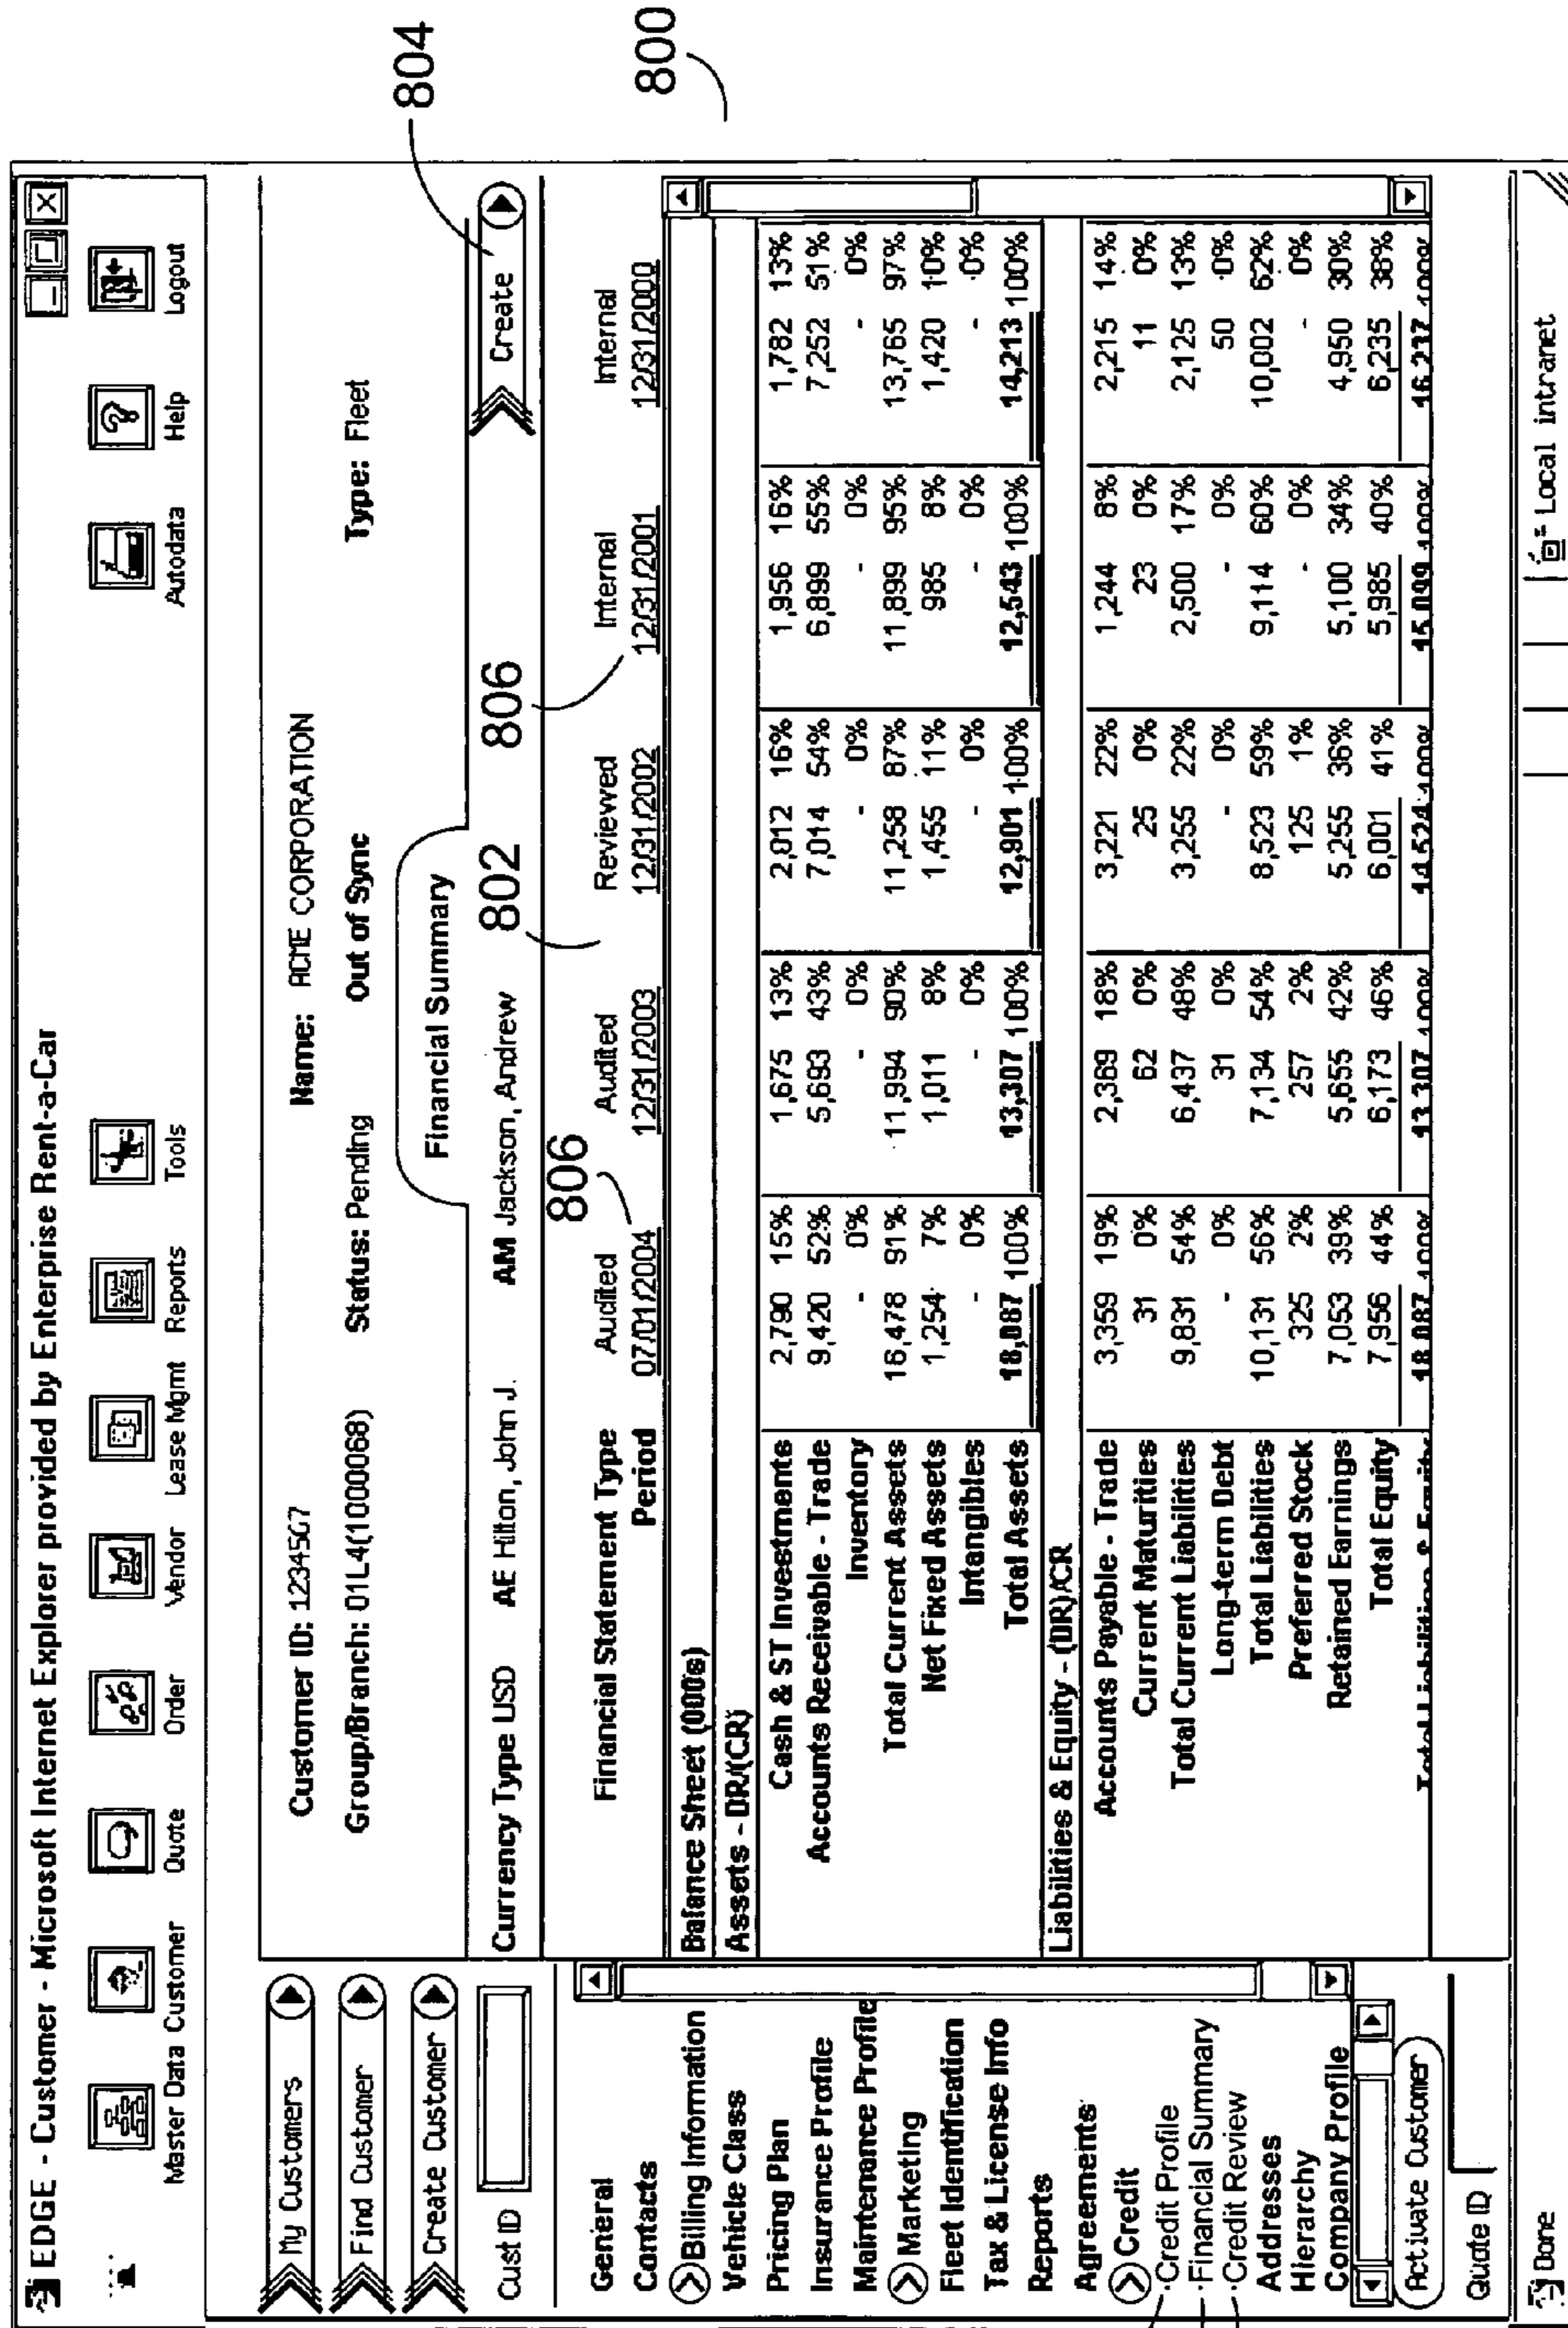 EDGE - Customer - Microsoft Internet Explorer provided by Enterprise Rent-a-Car
Master Data Customer Quote Order Vendor Lease Mgmt Reports Tools Autodata Help Logout
My Customers
Find Customer
Create Customer
Cust ID
General
Contacts
Billing Information
Vehicle Class
Pricing Plan
Insurance Profile
Maintenance Profile
Marketing
Fleet Identification
Tax & License Info
Reports
Agreements
Credit
Credit Profile
Financial Summary
Credit Review
Addresses
Hierarchy
Company Profile
Activate Customer
Quote ID
Customer ID: 1234567 Name: ACME CORPORATION
Group/Branch: 01L4(1000068) Status: Pending Out of Sync Type: Fleet
Financial Summary
Currency Type USD AE Hilton, John J. AM Jackson, Andrew 802 806 Create 804
806
800
Financial Statement Type Audited Audited Reviewed Internal Internal
Period 07/01/2004 12/31/2003 12/31/2002 12/31/2001 12/31/2000
Balance Sheet (000s)
Assets - DR/(CR)
Cash & ST Investments 2,790 15% 1,675 13% 2,012 16% 1,956 16% 1,782 13%
Accounts Receivable - Trade 9,420 52% 5,693 43% 7,014 54% 6,899 55% 7,252 51%
Inventory - 0% - 0% - 0% - 0% - 0%
Total Current Assets 16,478 91% 11,994 90% 11,258 87% 11,899 95% 13,765 97%
Net Fixed Assets 1,254 7% 1,011 8% 1,455 11% 985 8% 1,420 10%
Intangibles - 0% - 0% - 0% - 0% - 0%
Total Assets 18,087 100% 13,307 100% 12,901 100% 12,543 100% 14,213 100%
Liabilities & Equity - (DR)/CR
Accounts Payable - Trade 3,359 19% 2,369 18% 3,221 22% 1,244 8% 2,215 14%
Current Maturities 31 0% 62 0% 25 0% 23 0% 11 0%
Total Current Liabilities 9,831 54% 6,437 48% 3,255 22% 2,500 17% 2,125 13%
Long-term Debt - 0% 31 0% - 0% - 0% 50 0%
Total Liabilities 10,131 56% 7,134 54% 8,523 59% 9,114 60% 10,002 62%
Preferred Stock 325 2% 257 2% 125 1% - 0% - 0%
Retained Earnings 7,053 39% 5,655 42% 5,255 36% 5,100 34% 4,950 30%
Total Equity 7,956 44% 6,173 46% 6,001 41% 5,985 40% 6,235 38%
Total Liabilities & Equity 18,087 100% 13,307 100% 14,524 100% 15,099 100% 16,237 100%
Done Local intranet